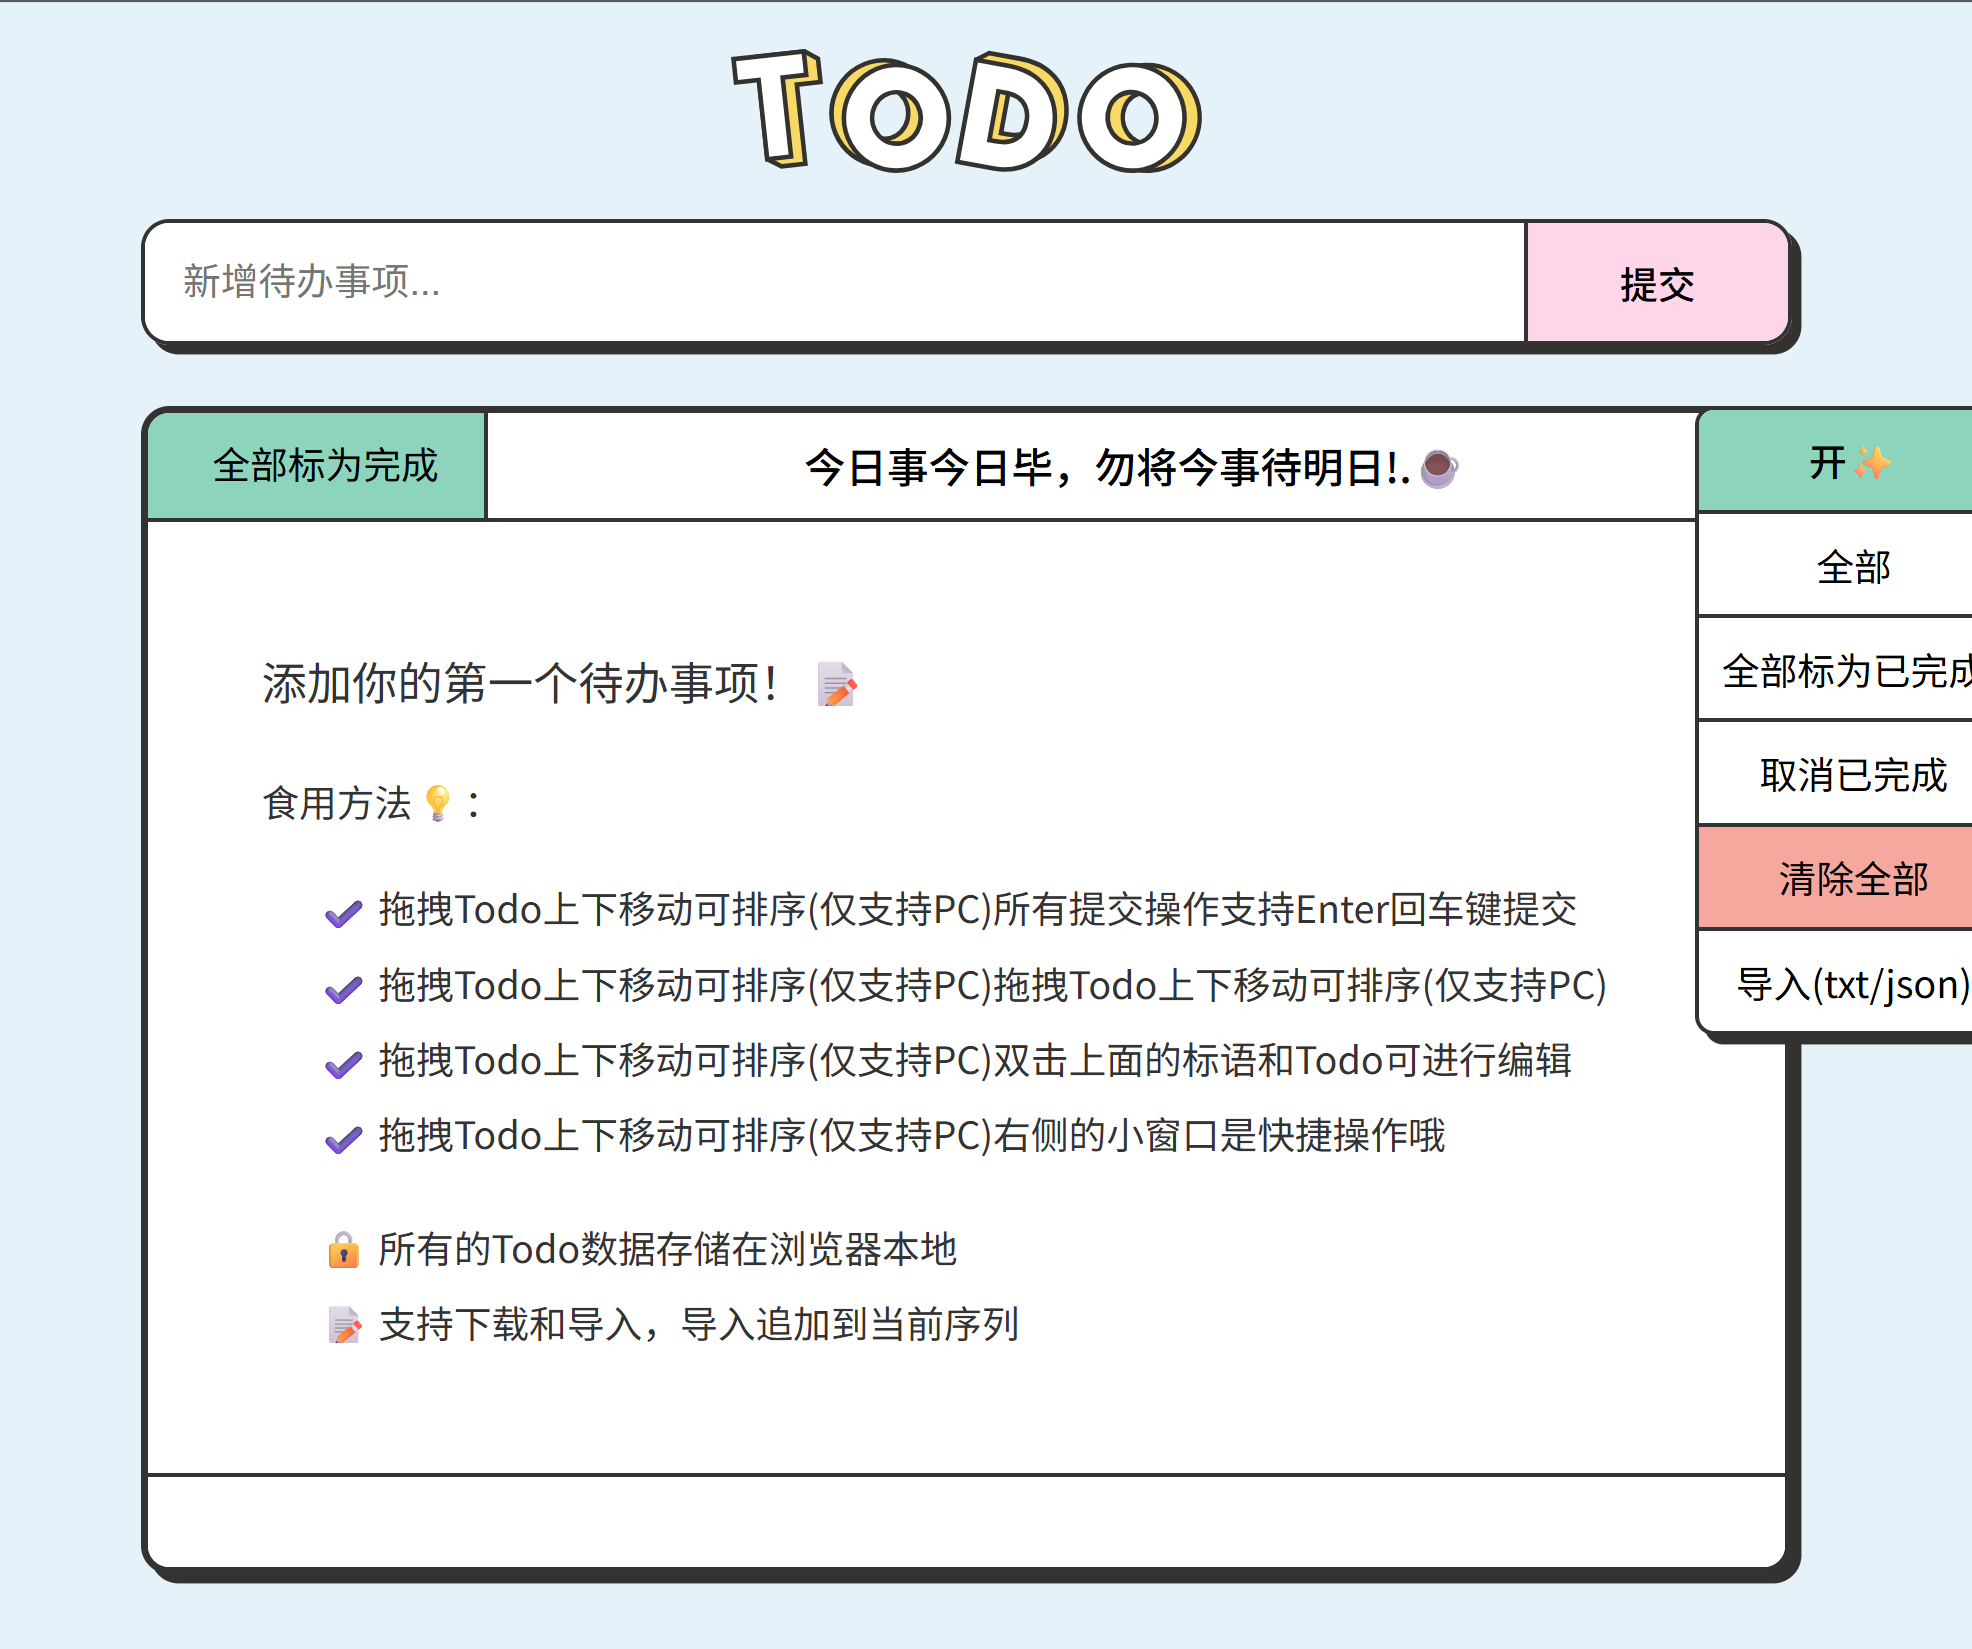 TODO
新增待办事项...
提交
全部标为完成
今日事今日毕，勿将今事待明日!.☕
开✨
全部
全部标为已完成
取消已完成
清除全部
导入(txt/json)
添加你的第一个待办事项！ 📝
食用方法💡：
✔ 拖拽Todo上下移动可排序(仅支持PC)所有提交操作支持Enter回车键提交
✔ 拖拽Todo上下移动可排序(仅支持PC)拖拽Todo上下移动可排序(仅支持PC)
✔ 拖拽Todo上下移动可排序(仅支持PC)双击上面的标语和Todo可进行编辑
✔ 拖拽Todo上下移动可排序(仅支持PC)右侧的小窗口是快捷操作哦
🔒 所有的Todo数据存储在浏览器本地
📝 支持下载和导入，导入追加到当前序列